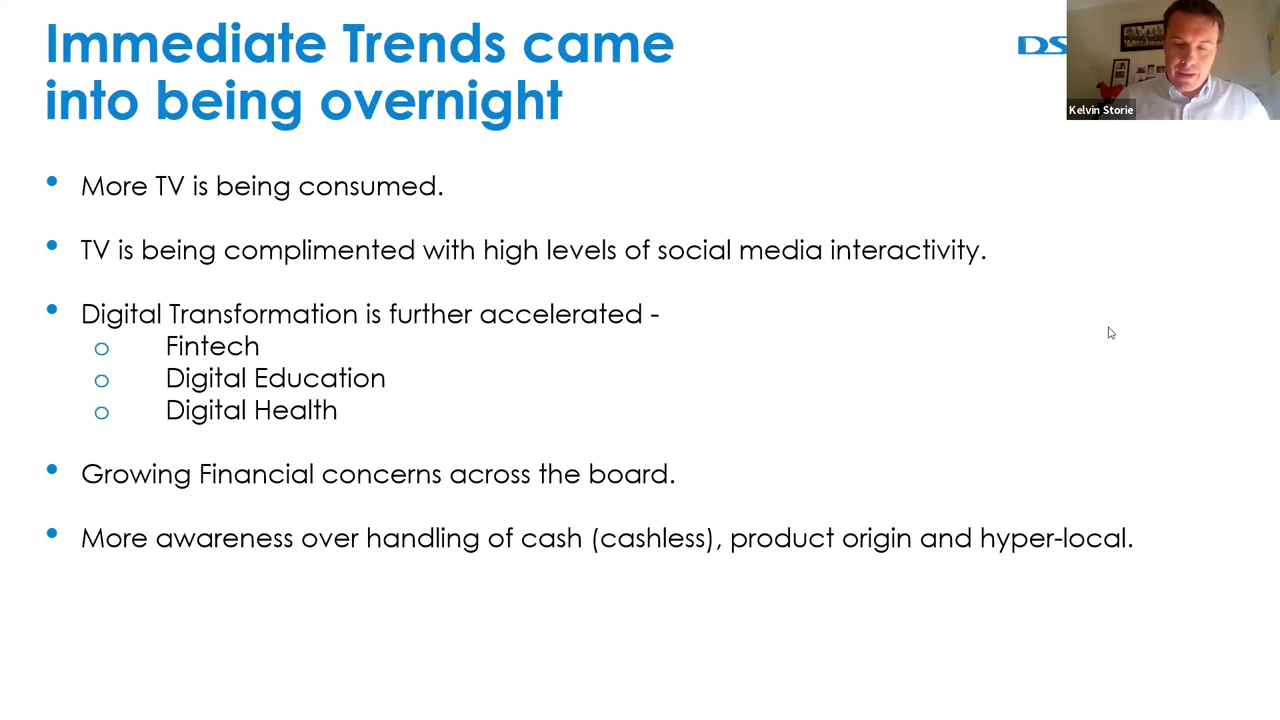 Immediate Trends came
into being overnight
DS
Kelvin Storie
• More TV is being consumed.
• TV is being complimented with high levels of social media interactivity.
• Digital Transformation is further accelerated -
o Fintech
o Digital Education
o Digital Health
• Growing Financial concerns across the board.
• More awareness over handling of cash (cashless), product origin and hyper-local.